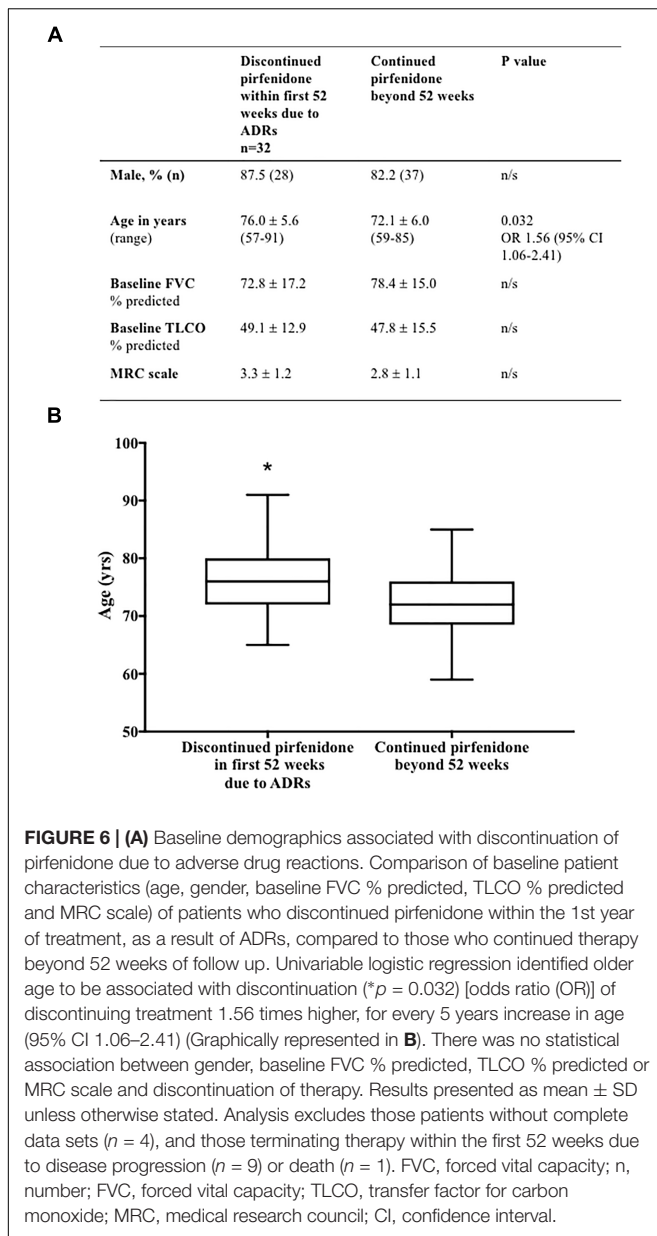 A
Discontinued pirfenidone within first 52 weeks due to ADRs n=32
Continued pirfenidone beyond 52 weeks
P value
Male, % (n) 87.5 (28) 82.2 (37) n/s
Age in years 76.0 ± 5.6 72.1 ± 6.0 0.032
(range) (57-91) (59-85) OR 1.56 (95% CI
1.06-2.41)
Baseline FVC 72.8 ± 17.2 78.4 ± 15.0 n/s
% predicted
Baseline TLCO 49.1 ± 12.9 47.8 ± 15.5 n/s
% predicted
MRC scale 3.3 ± 1.2 2.8 ± 1.1 n/s
B
100
90
80
70
60
50
Age (yrs)
*
Discontinued pirfenidone
in first 52 weeks
due to ADRs
Continued pirfenidone
beyond 52 weeks
FIGURE 6 | (A) Baseline demographics associated with discontinuation of
pirfenidone due to adverse drug reactions. Comparison of baseline patient
characteristics (age, gender, baseline FVC % predicted, TLCO % predicted
and MRC scale) of patients who discontinued pirfenidone within the 1st year
of treatment, as a result of ADRs, compared to those who continued therapy
beyond 52 weeks of follow up. Univariable logistic regression identified older
age to be associated with discontinuation (*p = 0.032) [odds ratio (OR)] of
discontinuing treatment 1.56 times higher, for every 5 years increase in age
(95% CI 1.06–2.41) (Graphically represented in B). There was no statistical
association between gender, baseline FVC % predicted, TLCO % predicted or
MRC scale and discontinuation of therapy. Results presented as mean ± SD
unless otherwise stated. Analysis excludes those patients without complete
data sets (n = 4), and those terminating therapy within the first 52 weeks due
to disease progression (n = 9) or death (n = 1). FVC, forced vital capacity; n,
number; FVC, forced vital capacity; TLCO, transfer factor for carbon
monoxide; MRC, medical research council; CI, confidence interval.